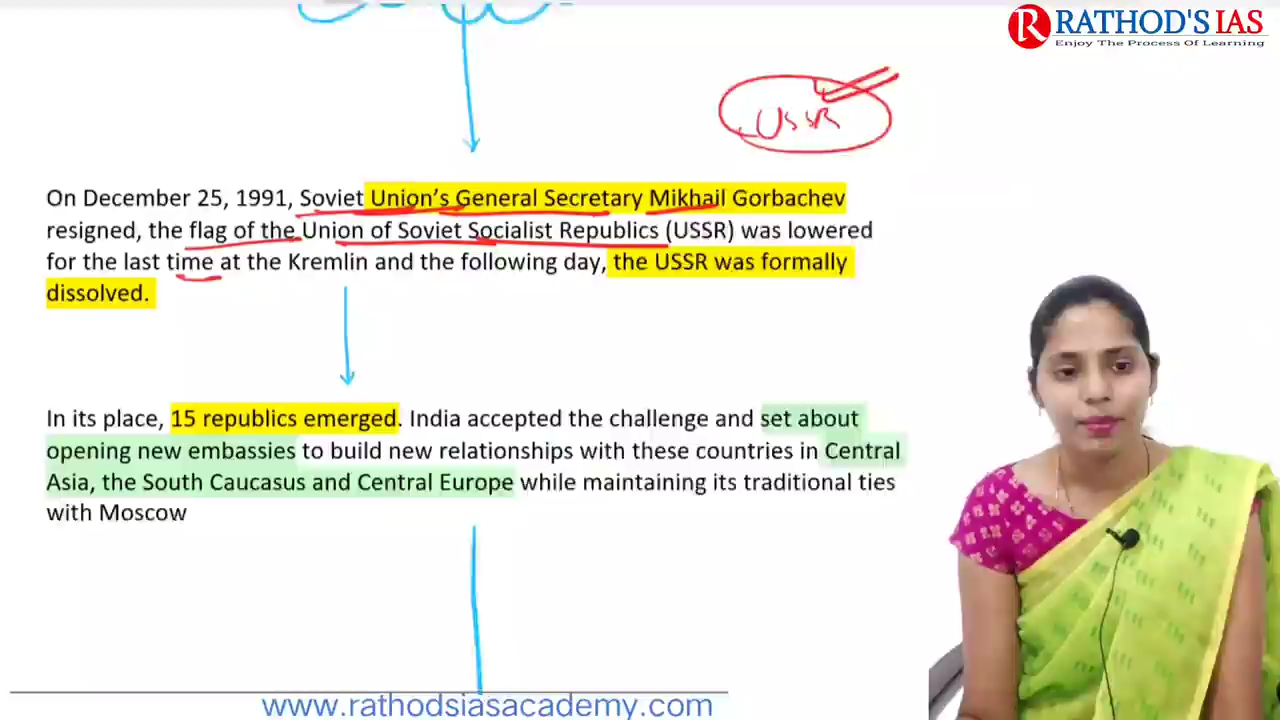 RATHOD'S IAS
Enjoy The Process Of Learning
USSR
On December 25, 1991, Soviet Union's General Secretary Mikhail Gorbachev
resigned, the flag of the Union of Soviet Socialist Republics (USSR) was lowered
for the last time at the Kremlin and the following day, the USSR was formally
dissolved.
In its place, 15 republics emerged. India accepted the challenge and set about
opening new embassies to build new relationships with these countries in Central
Asia, the South Caucasus and Central Europe while maintaining its traditional ties
with Moscow
www.rathodsiasacademy.com